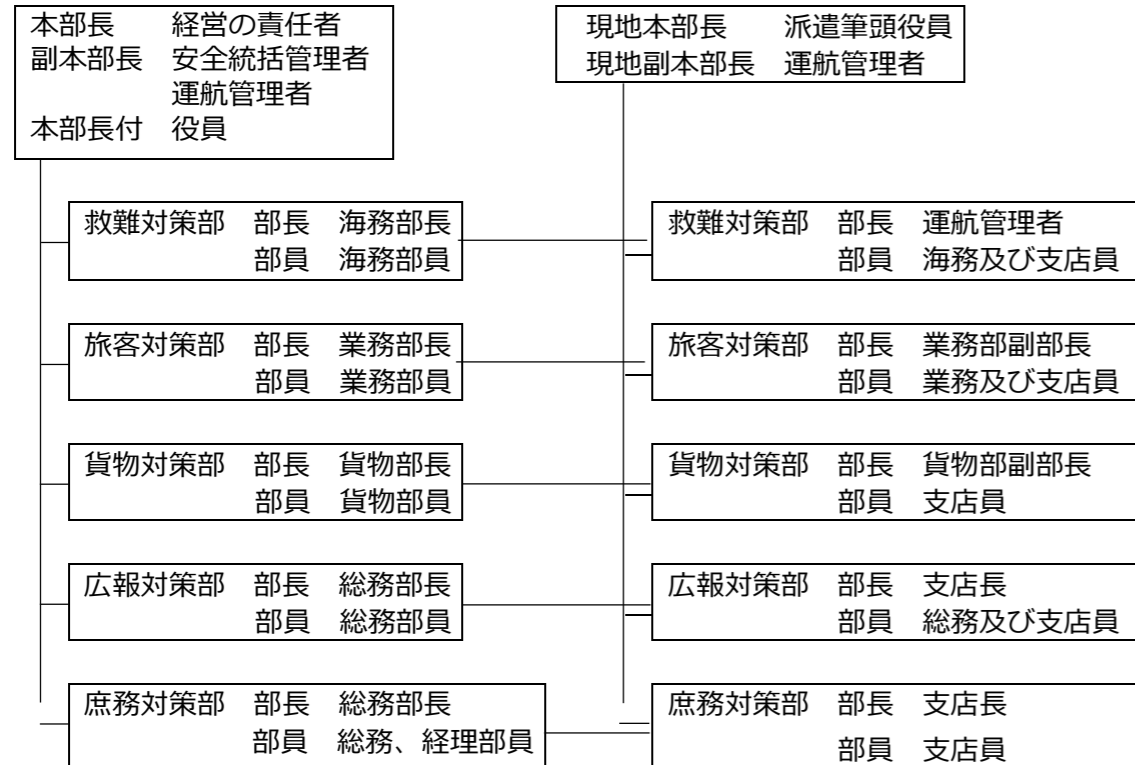 本部長　　経営の責任者
副本部長　安全統括管理者
運航管理者
本部長付　役員
現地本部長　　派遣筆頭役員
現地副本部長　運航管理者
救難対策部　部長　海務部長
部員　海務部員
救難対策部　部長　運航管理者
部員　海務及び支店員
旅客対策部　部長　業務部長
部員　業務部員
旅客対策部　部長　業務部副部長
部員　業務及び支店員
貨物対策部　部長　貨物部長
部員　貨物部員
貨物対策部　部長　貨物部副部長
部員　支店員
広報対策部　部長　総務部長
部員　総務部員
広報対策部　部長　支店長
部員　総務及び支店員
庶務対策部　部長　総務部長
部員　総務、経理部員
庶務対策部　部長　支店長
部員　支店員